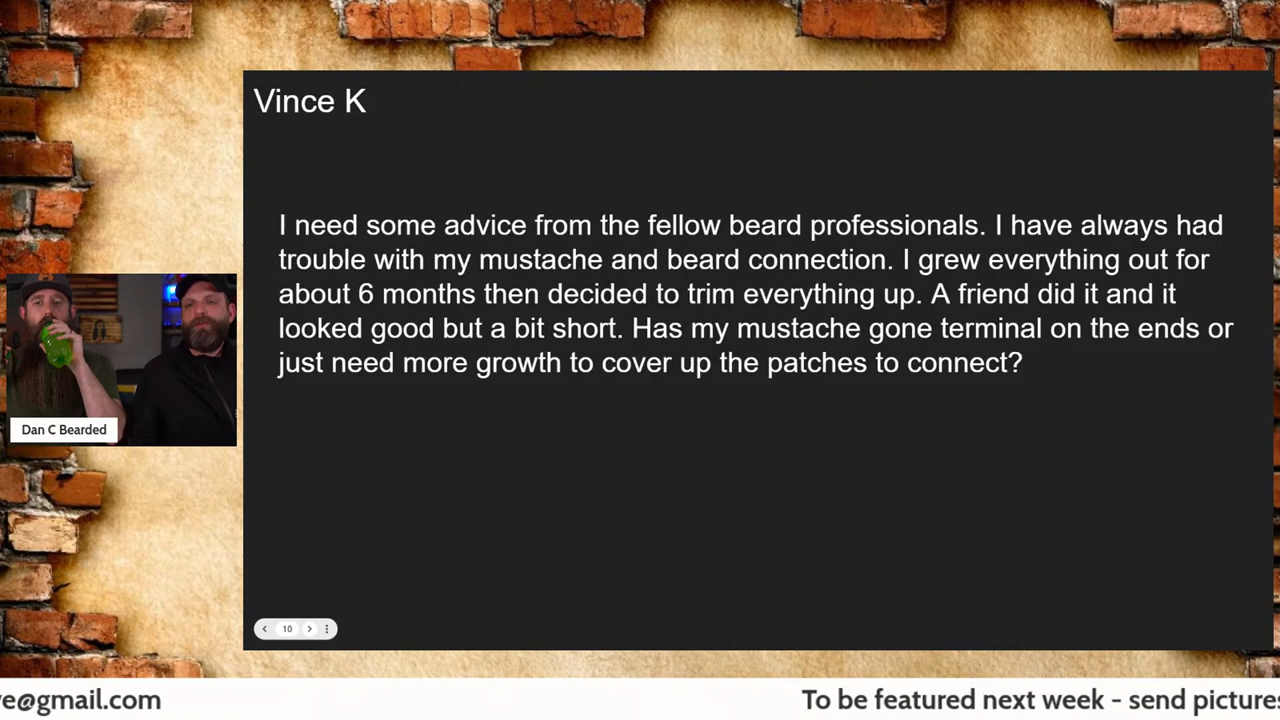 Vince K
I need some advice from the fellow beard professionals. I have always had
trouble with my mustache and beard connection. I grew everything out for
about 6 months then decided to trim everything up. A friend did it and it
looked good but a bit short. Has my mustache gone terminal on the ends or
just need more growth to cover up the patches to connect?
Dan C Bearded
10
ve@gmail.com
To be featured next week - send pictures